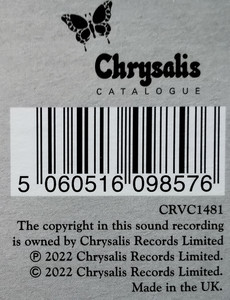 Chrysalis
CATALOGUE
5 060516 098576
CRVC1481
The copyright in this sound recording
is owned by Chrysalis Records Limited
℗ 2022 Chrysalis Records Limited.
© 2022 Chrysalis Records Limited.
Made in the UK.